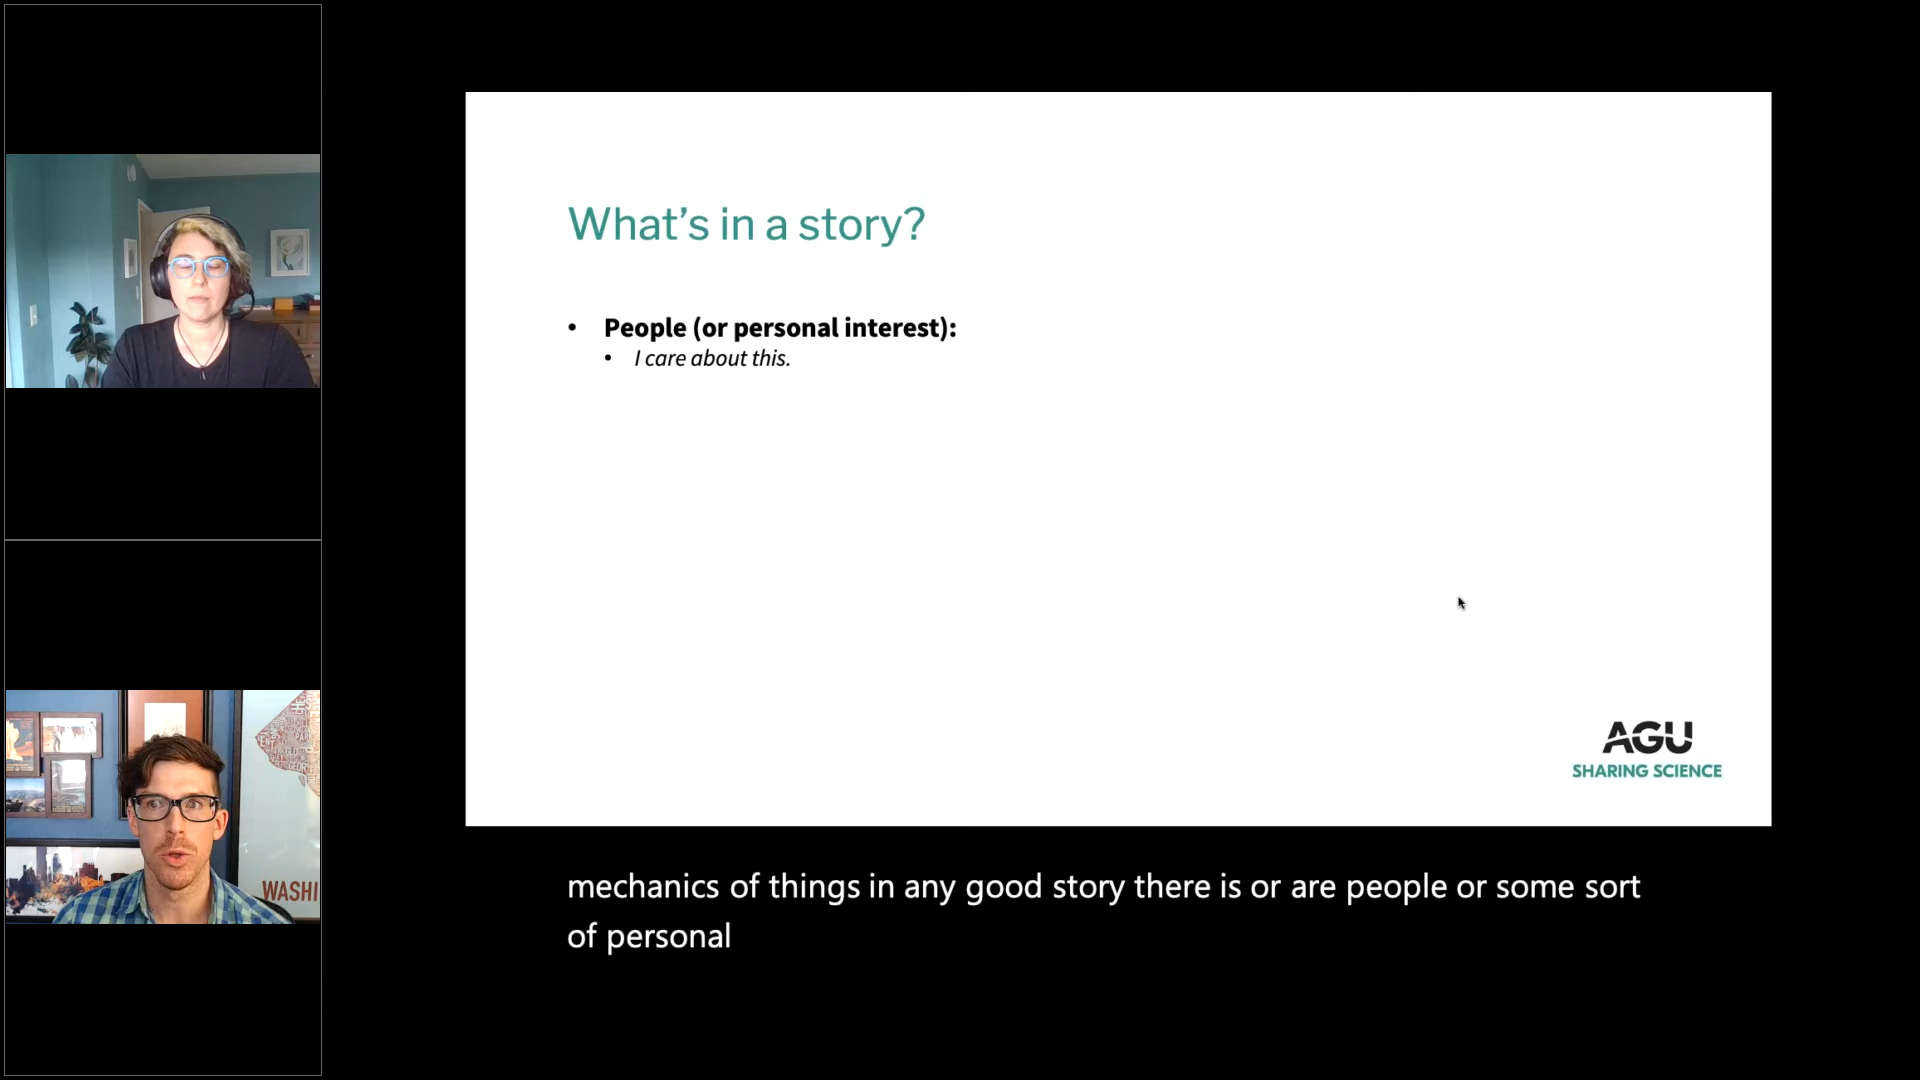 What's in a story?
• People (or personal interest):
• I care about this.
AGU
SHARING SCIENCE
mechanics of things in any good story there is or are people or some sort
of personal
WASHI